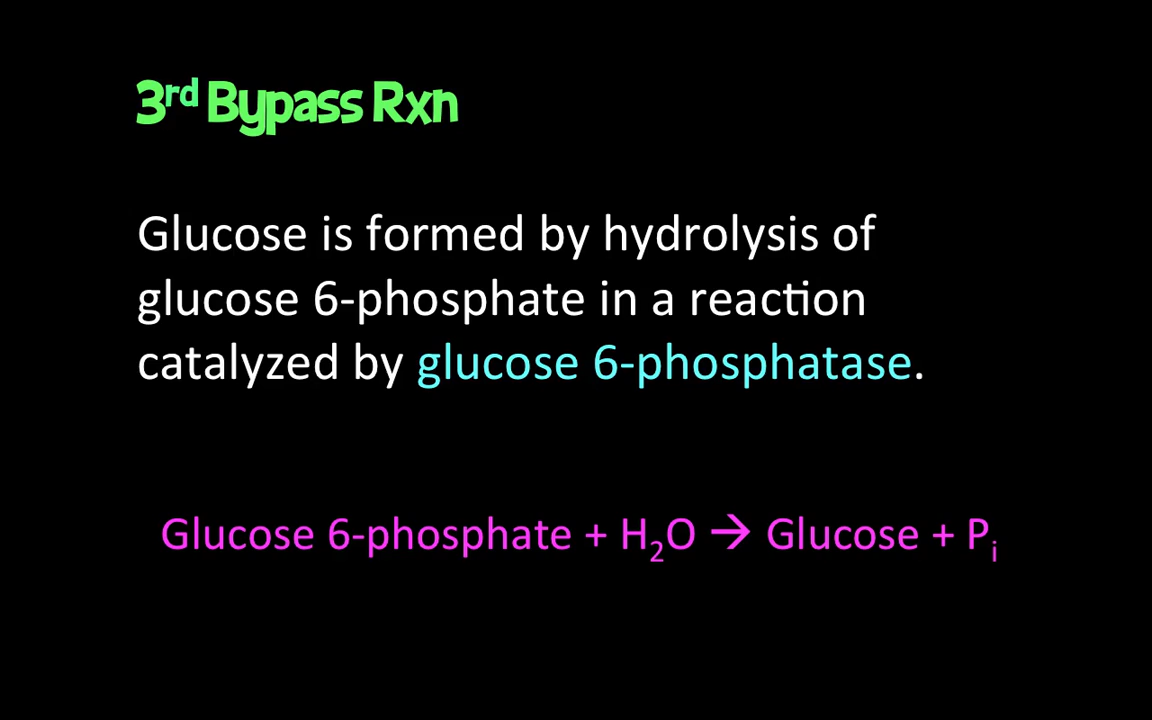 3rd Bypass Rxn
Glucose is formed by hydrolysis of
glucose 6-phosphate in a reaction
catalyzed by glucose 6-phosphatase.
Glucose 6-phosphate + H₂O → Glucose + Pᵢ